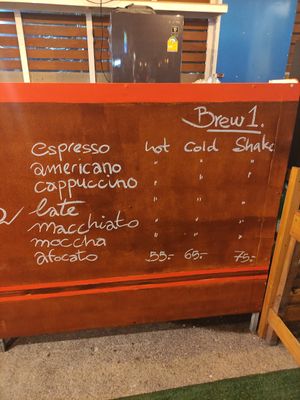 Brew 1.
espresso hot Cold Shake
americano " " "
cappuccino " " "
late " " "
macchiato " " "
moccha " " "
afocato 55.- 65.- 75.-